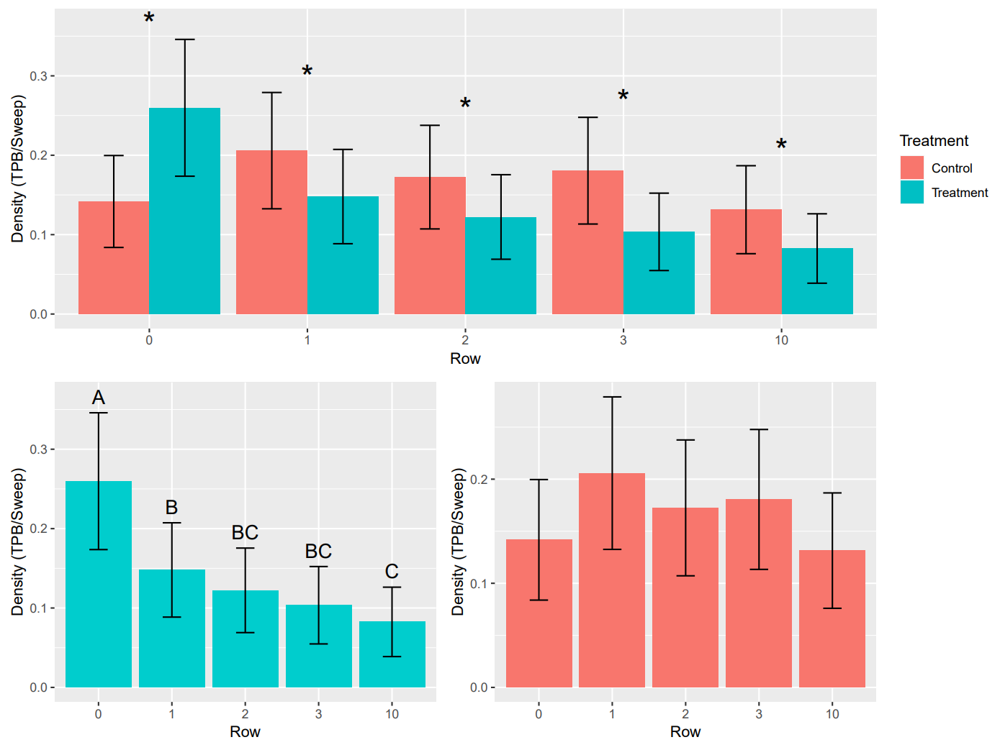 *
*
*
*
*
0.3
0.2
0.1
0.0
Density (TPB/Sweep)
0 1 2 3 10
Row
Treatment
Control
Treatment
A
B
BC
BC
C
0.3
0.2
0.1
0.0
Density (TPB/Sweep)
0 1 2 3 10
Row
0.2
0.1
0.0
Density (TPB/Sweep)
0 1 2 3 10
Row